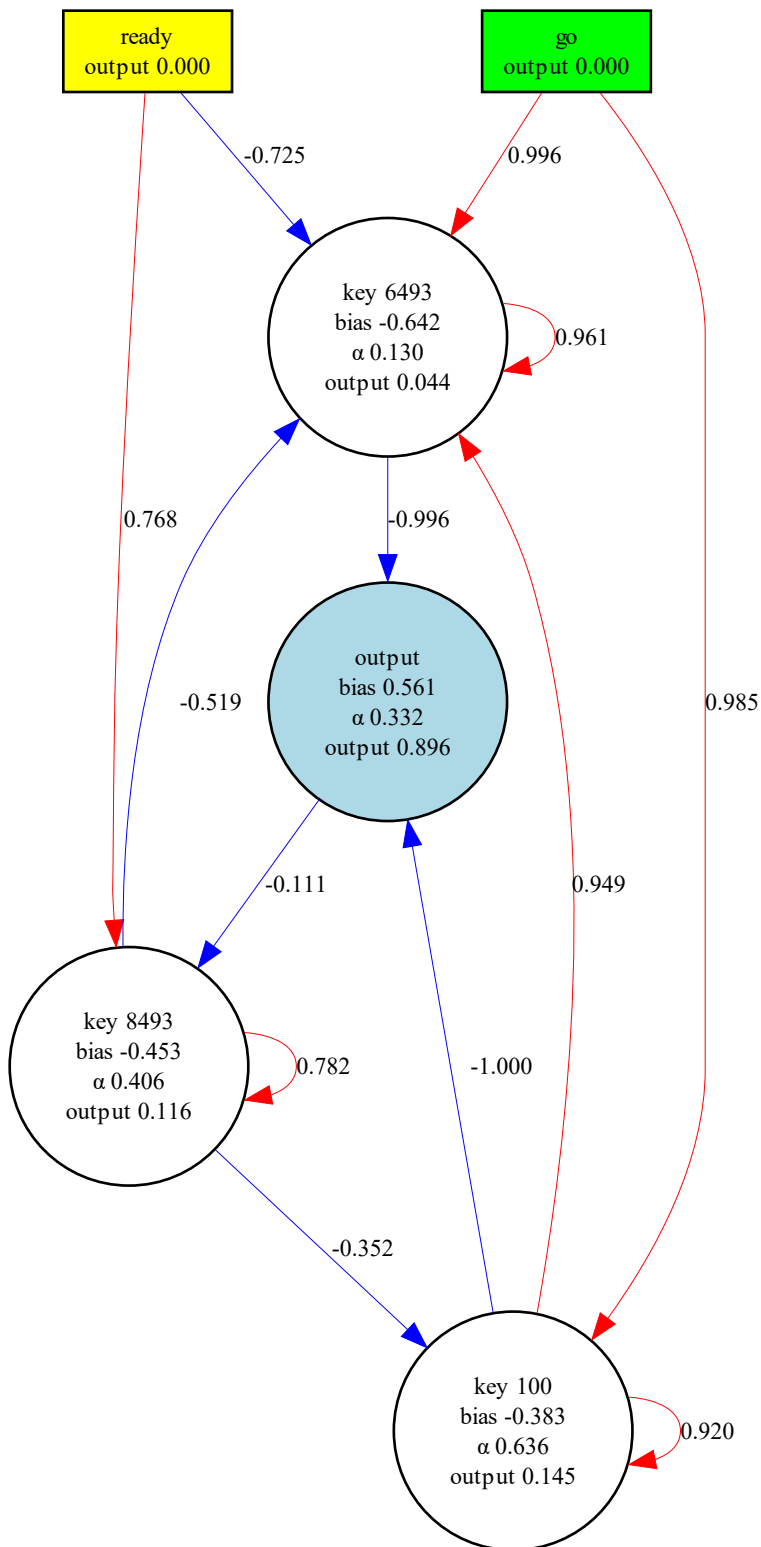 ready
output 0.000
go
output 0.000
-0.725
0.996
key 6493
bias -0.642
α 0.130
output 0.044
0.961
0.768
-0.996
output
bias 0.561
α 0.332
output 0.896
-0.519
0.985
-0.111
0.949
key 8493
bias -0.453
α 0.406
output 0.116
0.782
-1.000
-0.352
key 100
bias -0.383
α 0.636
output 0.145
0.920